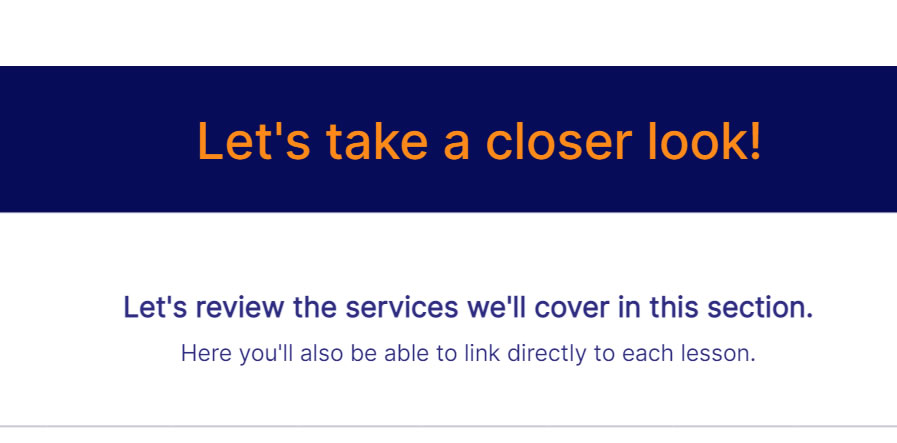 Let's take a closer look!
Let's review the services we'll cover in this section.
Here you'll also be able to link directly to each lesson.